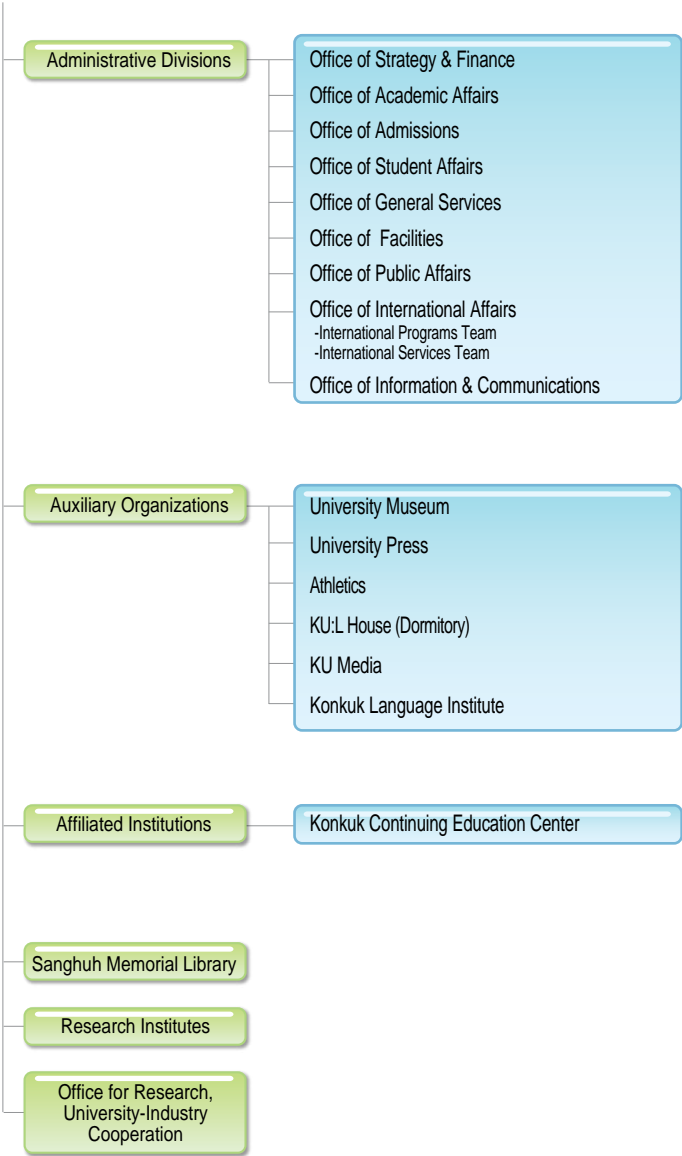 Administrative Divisions
Office of Strategy & Finance
Office of Academic Affairs
Office of Admissions
Office of Student Affairs
Office of General Services
Office of  Facilities
Office of Public Affairs
Office of International Affairs
-International Programs Team
-International Services Team
Office of Information & Communications
Auxiliary Organizations
University Museum
University Press
Athletics
KU:L House (Dormitory)
KU Media
Konkuk Language Institute
Affiliated Institutions
Konkuk Continuing Education Center
Sanghuh Memorial Library
Research Institutes
Office for Research,
University-Industry
Cooperation